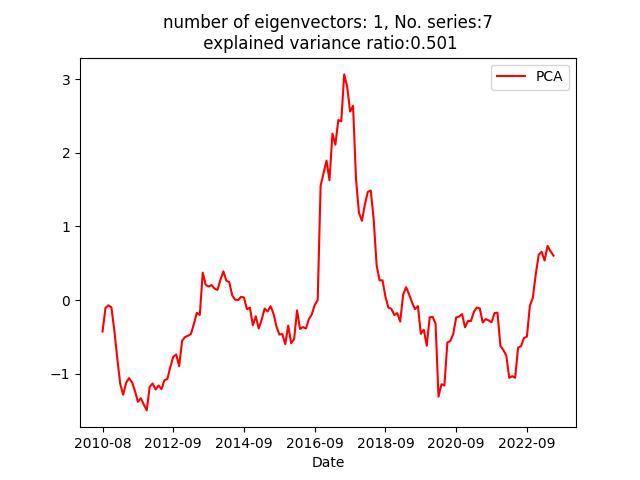 number of eigenvectors: 1, No. series:7
explained variance ratio:0.501
PCA
3
2
1
0
−1
2010-08 2012-09 2014-09 2016-09 2018-09 2020-09 2022-09
Date